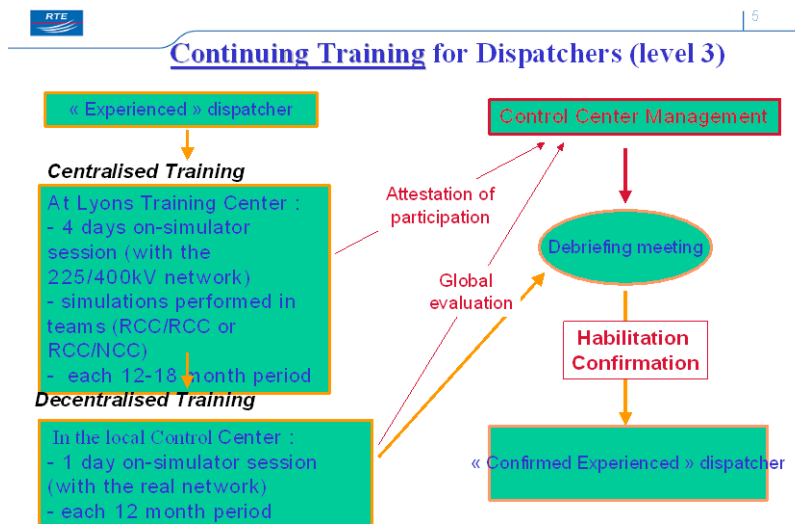 RTE
5
Continuing Training for Dispatchers (level 3)
« Experienced » dispatcher
Centralised Training
At Lyons Training Center :
- 4 days on-simulator
session (with the
225/400kV network)
- simulations performed in
teams (RCC/RCC or
RCC/NCC)
- each 12-18 month period
Decentralised Training
In the local Control Center :
- 1 day on-simulator session
(with the real network)
- each 12 month period
Attestation of
participation
Global
evaluation
Control Center Management
Debriefing meeting
Habilitation
Confirmation
« Confirmed Experienced » dispatcher